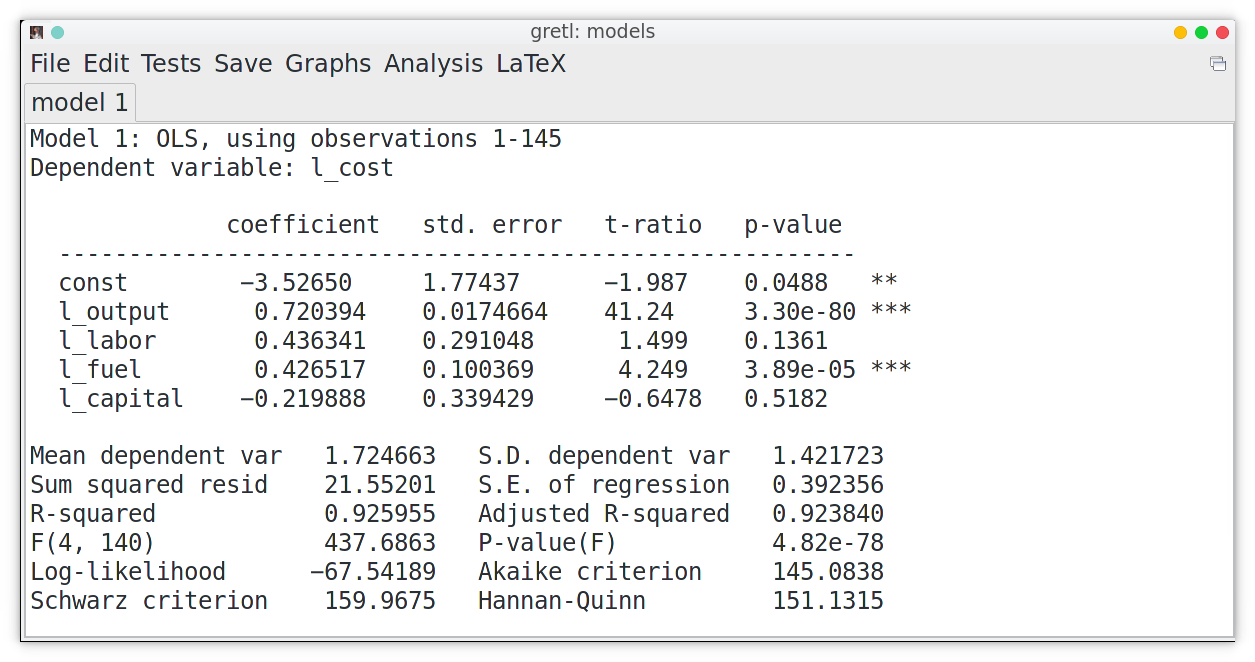 gretl: models
File Edit Tests Save Graphs Analysis LaTeX
model 1
Model 1: OLS, using observations 1-145
Dependent variable: l_cost
coefficient std. error t-ratio p-value
---------------------------------------------------------
const −3.52650 1.77437 −1.987 0.0488 **
l_output 0.720394 0.0174664 41.24 3.30e-80 ***
l_labor 0.436341 0.291048 1.499 0.1361
l_fuel 0.426517 0.100369 4.249 3.89e-05 ***
l_capital −0.219888 0.339429 −0.6478 0.5182
Mean dependent var 1.724663 S.D. dependent var 1.421723
Sum squared resid 21.55201 S.E. of regression 0.392356
R-squared 0.925955 Adjusted R-squared 0.923840
F(4, 140) 437.6863 P-value(F) 4.82e-78
Log-likelihood −67.54189 Akaike criterion 145.0838
Schwarz criterion 159.9675 Hannan-Quinn 151.1315